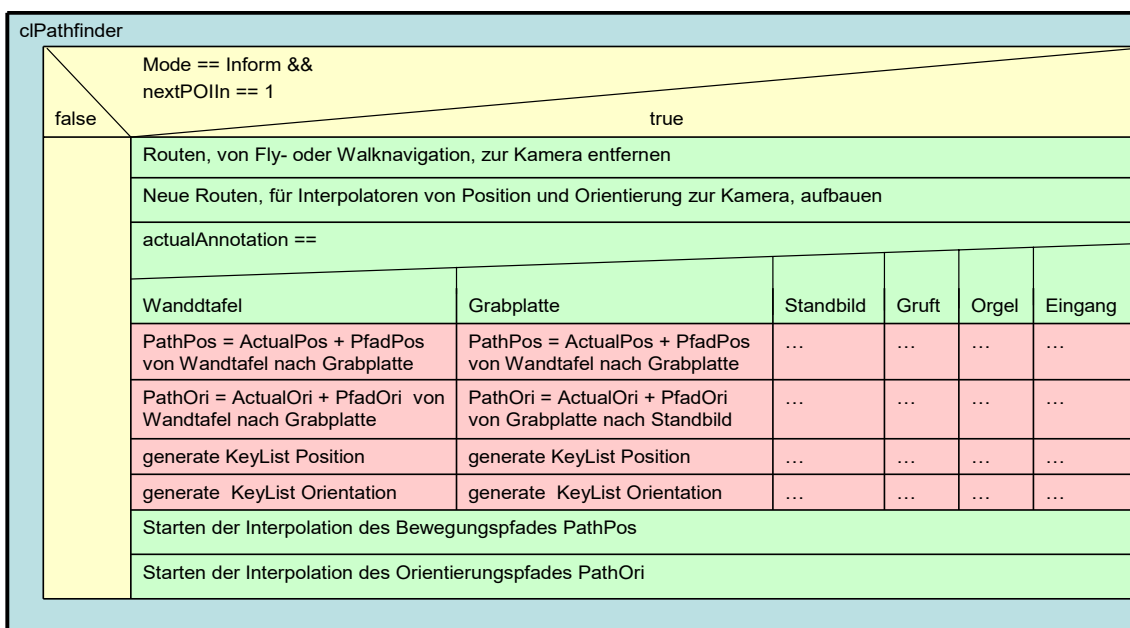 clPathfinder
Mode == Inform &&
nextPOIIn == 1
false
true
Routen, von Fly- oder Walknavigation, zur Kamera entfernen
Neue Routen, für Interpolatoren von Position und Orientierung zur Kamera, aufbauen
actualAnnotation ==
Wanddtafel
Grabplatte
Standbild
Gruft
Orgel
Eingang
PathPos = ActualPos + PfadPos
von Wandtafel nach Grabplatte
PathPos = ActualPos + PfadPos
von Wandtafel nach Grabplatte
…
…
…
…
PathOri = ActualOri + PfadOri von
Wandtafel nach Grabplatte
PathOri = ActualOri + PfadOri
von Grabplatte nach Standbild
…
…
…
…
generate KeyList Position
generate KeyList Position
…
…
…
…
generate KeyList Orientation
generate KeyList Orientation
…
…
…
…
Starten der Interpolation des Bewegungspfades PathPos
Starten der Interpolation des Orientierungspfades PathOri